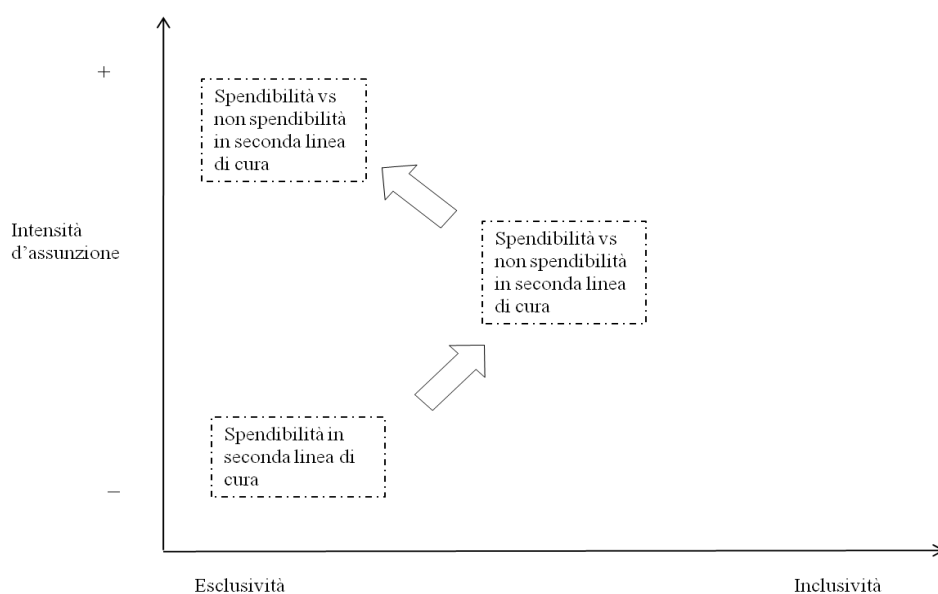 +
Spendibilità vs
non spendibilità
in seconda linea
di cura
Intensità
d’assunzione
Spendibilità vs
non spendibilità
in seconda linea
di cura
Spendibilità in
seconda linea di
cura
–
Esclusività
Inclusività